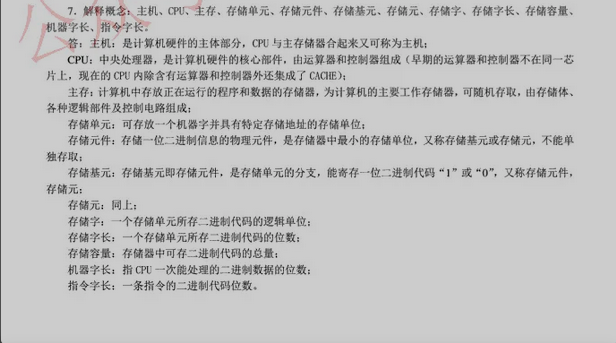 7. 解释概念：主机、CPU、主存、存储单元、存储元件、存储基元、存储元、存储字、存储字长、存储容量、
机器字长、指令字长。
答：主机：是计算机硬件的主体部分，CPU 与主存储器合起来又可称为主机；
CPU：中央处理器，是计算机硬件的核心部件，由运算器和控制器组成（早期的运算器和控制器不在同一芯
片上，现在的 CPU 内除含有运算器和控制器外还集成了 CACHE）；
主存：计算机中存放正在运行的程序和数据的存储器，为计算机的主要工作存储器，可随机存取，由存储体、
各种逻辑部件及控制电路组成；
存储单元：可存放一个机器字并具有特定存储地址的存储单位；
存储元件：存储一位二进制信息的物理元件，是存储器中最小的存储单位，又称存储基元或存储元，不能单
独存取；
存储基元：存储基元即存储元件，是存储单元的分支，能寄存一位二进制代码“1”或“0”，又称存储元件，
存储元；
存储元：同上；
存储字：一个存储单元所存二进制代码的逻辑单位；
存储字长：一个存储单元所存二进制代码的位数；
存储容量：存储器中可存二进制代码的总量；
机器字长：指 CPU 一次能处理的二进制数据的位数；
指令字长：一条指令的二进制代码位数。